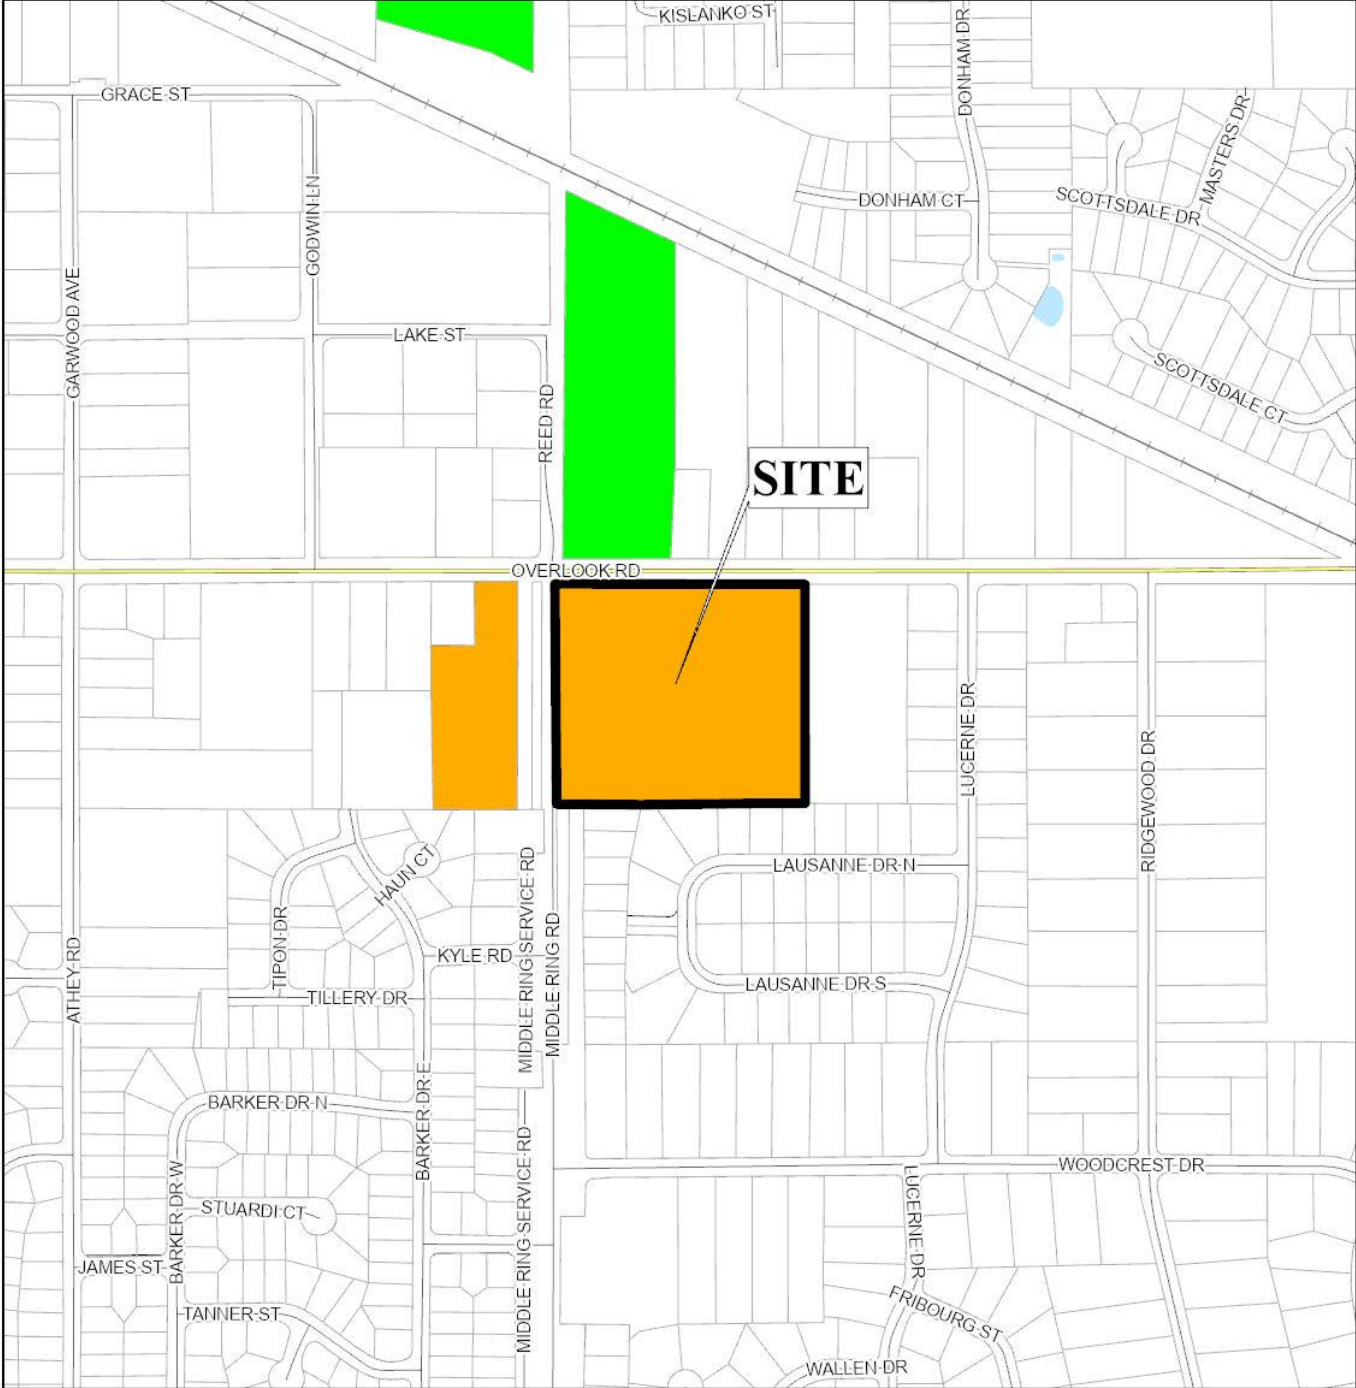 KISLANKO ST
DONHAM DR
GRACE ST
MASTERS DR
DONHAM CT
SCOTTSDALE DR
GODWIN LN
GARWOOD AVE
LAKE ST
SCOTTSDALE CT
REED RD
SITE
OVERLOOK RD
LUCERNE DR
RIDGEWOOD DR
LAUSANNE DR N
HAUN CT
MIDDLE RING SERVICE RD
MIDDLE RING RD
TIPON DR
KYLE RD
ATHEY RD
LAUSANNE DR S
TILLERY DR
BARKER DR N
BARKER DR E
BARKER DR W
WOODCREST DR
LUCERNE DR
MIDDLE RING SERVICE RD
STUARDI CT
JAMES ST
FRIBOURG ST
TANNER ST
WALLEN DR